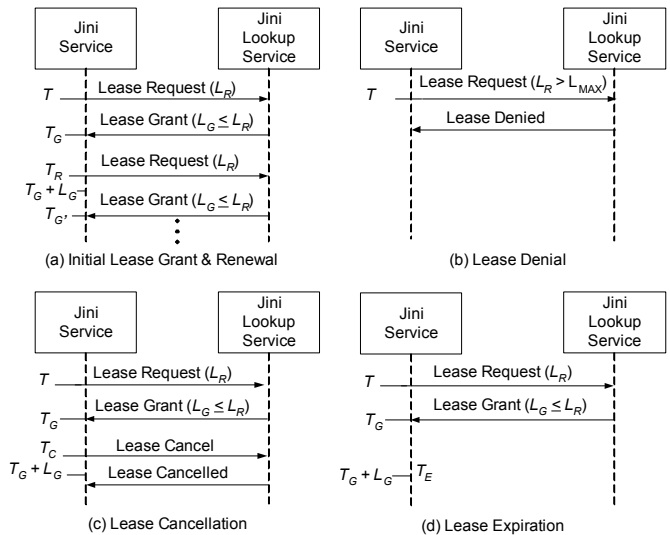 Jini
Service
Jini
Lookup
Service
T
Lease Request (L_R)
Lease Grant (L_G ≤ L_R)
T_G
T_R
Lease Request (L_R)
T_G + L_G
T_G'
Lease Grant (L_G ≤ L_R)
(a) Initial Lease Grant & Renewal
Jini
Service
Jini
Lookup
Service
T
Lease Request (L_R > L_MAX)
Lease Denied
(b) Lease Denial
Jini
Service
Jini
Lookup
Service
T
Lease Request (L_R)
Lease Grant (L_G ≤ L_R)
T_G
T_C
Lease Cancel
T_G + L_G
Lease Cancelled
(c) Lease Cancellation
Jini
Service
Jini
Lookup
Service
T
Lease Request (L_R)
Lease Grant (L_G ≤ L_R)
T_G
T_G + L_G
T_E
(d) Lease Expiration